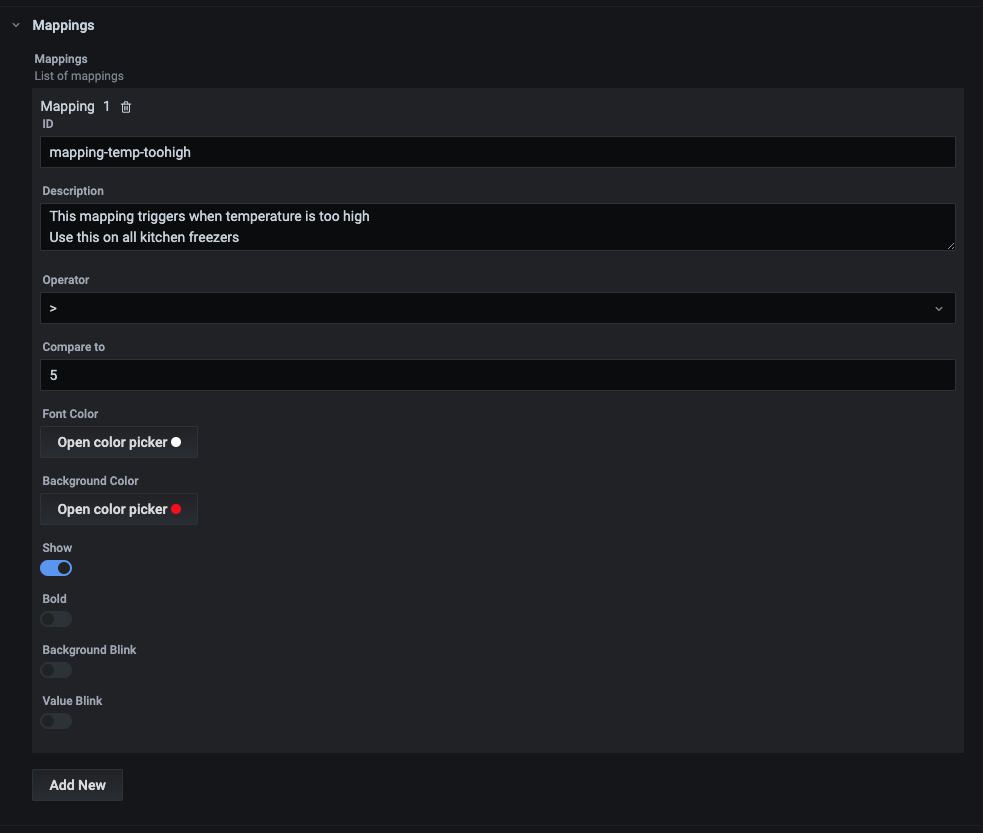 Mappings
Mappings
List of mappings
Mapping 1
ID
mapping-temp-toohigh
Description
This mapping triggers when temperature is too high
Use this on all kitchen freezers
Operator
>
Compare to
5
Font Color
Open color picker
Background Color
Open color picker
Show
Bold
Background Blink
Value Blink
Add New